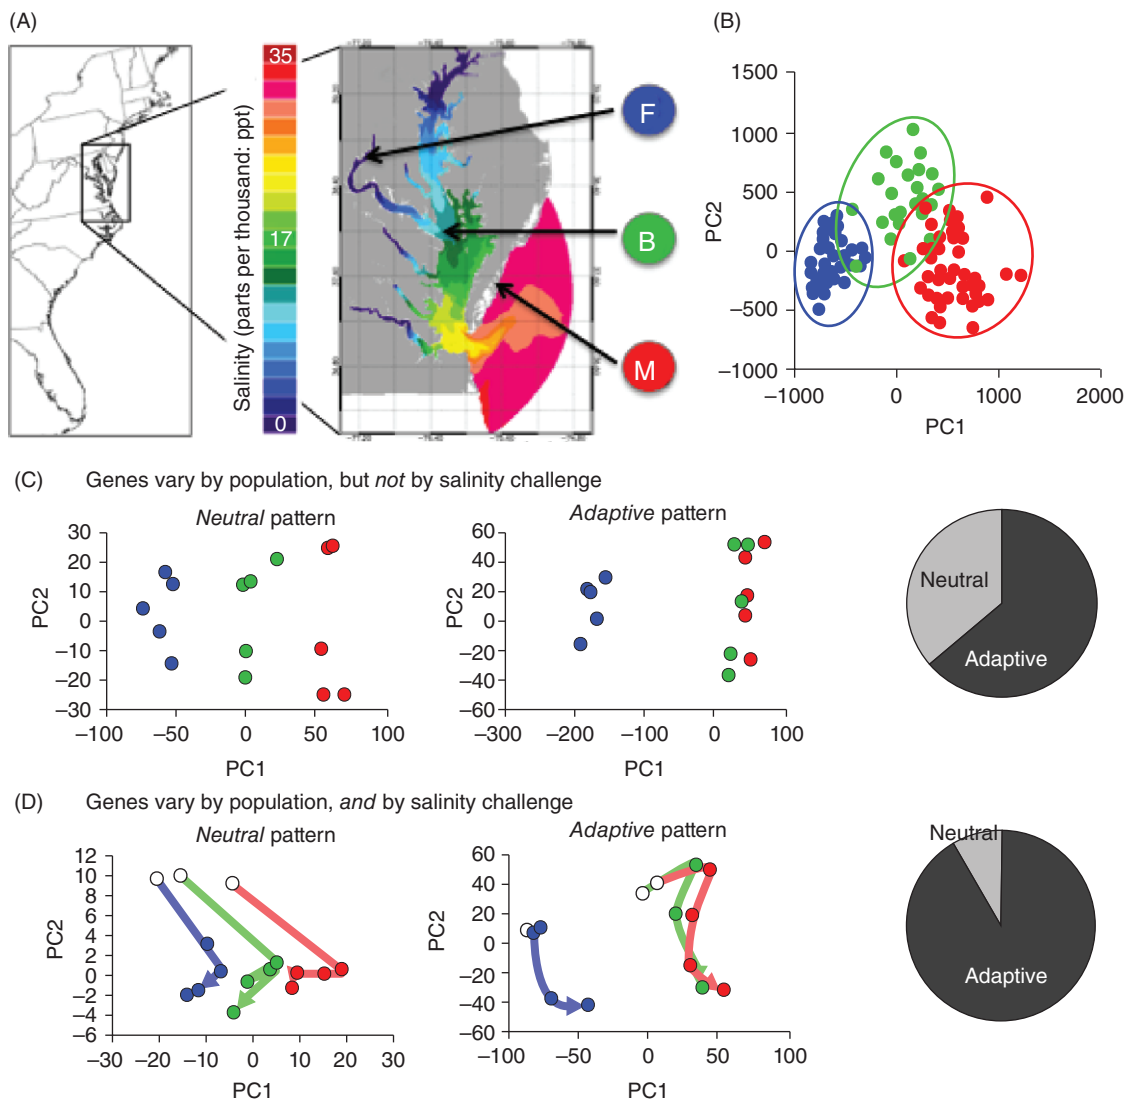 (A)
35
17
0
Salinity (parts per thousand: ppt)
F
B
M
(B)
1500
1000
500
0
−500
−1000
PC2
−1000 0 1000 2000
PC1
(C) Genes vary by population, but not by salinity challenge
Neutral pattern
30
20
10
0
−10
−20
−30
PC2
−100 −50 0 50 100
PC1
Adaptive pattern
60
40
20
0
−20
−40
−60
PC2
−300 −200 −100 0 100
PC1
Neutral
Adaptive
(D) Genes vary by population, and by salinity challenge
Neutral pattern
12
10
8
6
4
2
0
−2
−4
−6
PC2
−30 −20 −10 0 10 20 30
PC1
Adaptive pattern
60
40
20
0
−20
−40
−60
PC2
−100 −50 0 50 100
PC1
Neutral
Adaptive